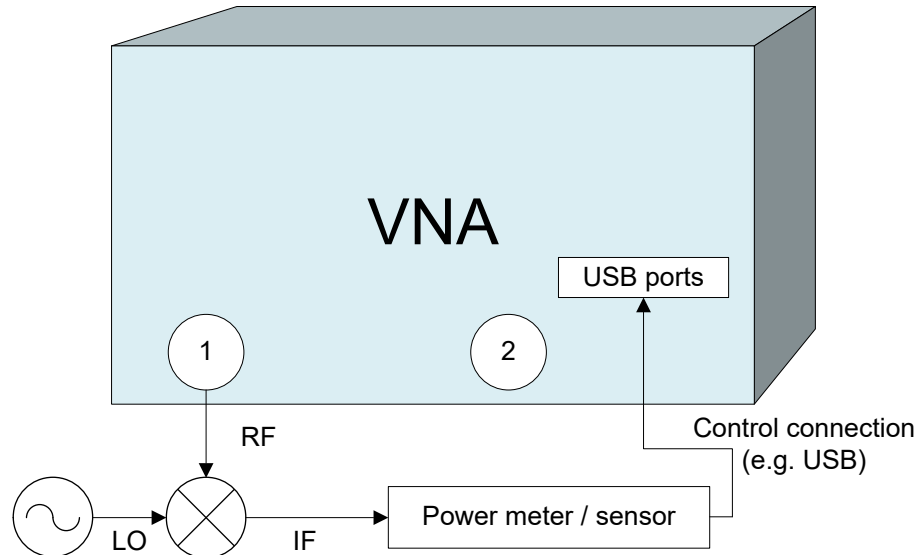 VNA
USB ports
1
2
RF
Control connection
(e.g. USB)
LO
IF
Power meter / sensor